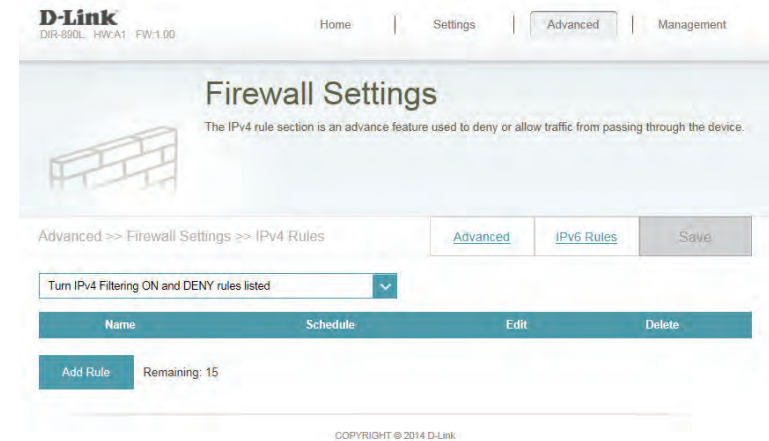 D-Link
DIR-890L HW:A1 FW:1.00
Home | Settings | Advanced | Management
Firewall Settings
The IPv4 rule section is an advance feature used to deny or allow traffic from passing through the device.
Advanced >> Firewall Settings >> IPv4 Rules
Advanced
IPv6 Rules
Save
Turn IPv4 Filtering ON and DENY rules listed
Name Schedule Edit Delete
Add Rule Remaining: 15
COPYRIGHT © 2014 D-Link